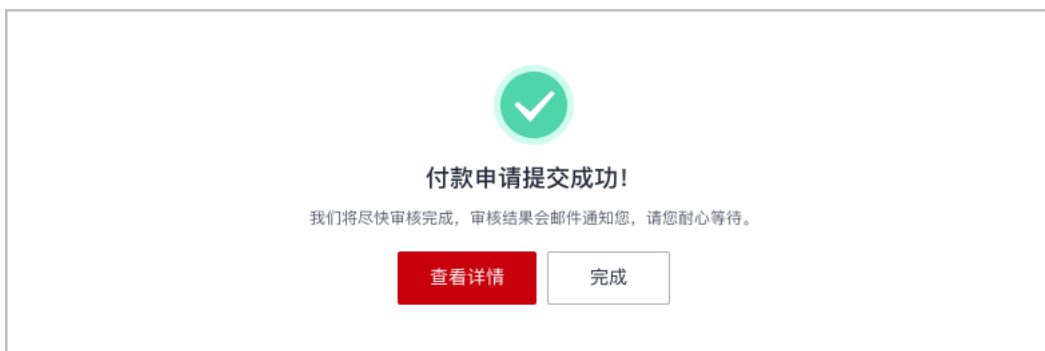 付款申请提交成功!
我们将尽快审核完成，审核结果会邮件通知您，请您耐心等待。
查看详情
完成